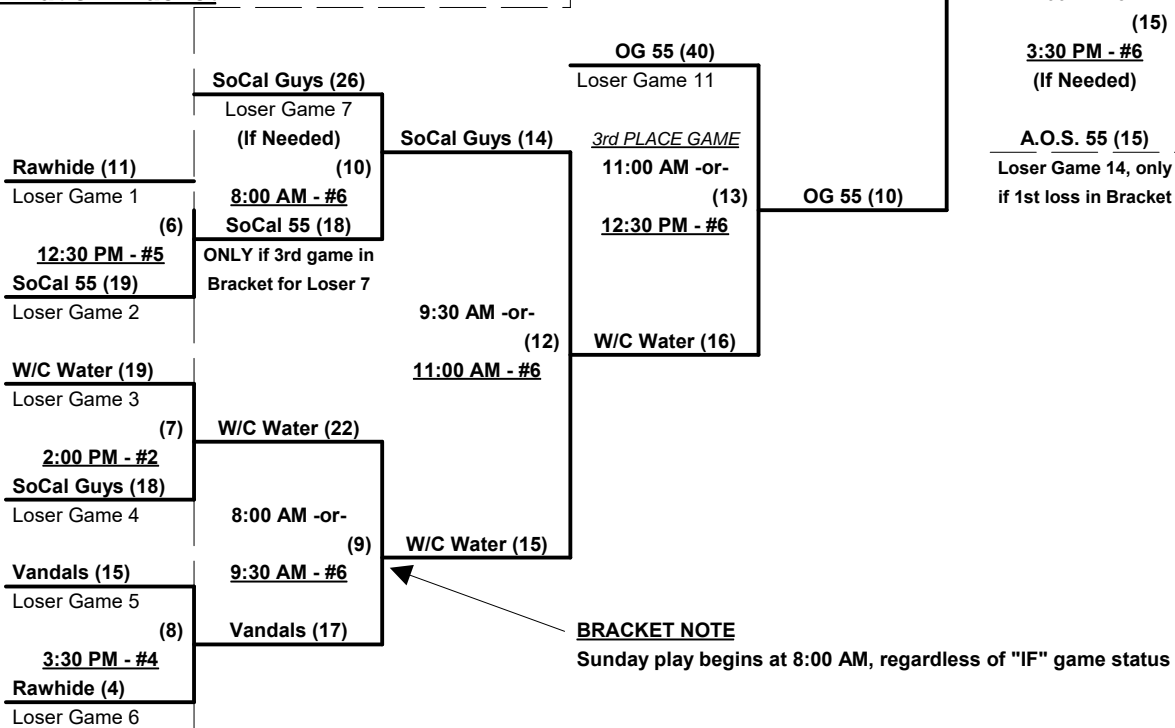 (15)
3:30 PM - #6
(If Needed)
A.O.S. 55 (15)
Loser Game 14, only
if 1st loss in Bracket
OG 55 (40)
Loser Game 11
3rd PLACE GAME
11:00 AM -or-
(13)
12:30 PM - #6
OG 55 (10)
SoCal Guys (26)
Loser Game 7
(If Needed)
(10)
8:00 AM - #6
SoCal 55 (18)
ONLY if 3rd game in
Bracket for Loser 7
SoCal Guys (14)
Rawhide (11)
Loser Game 1
(6)
12:30 PM - #5
SoCal 55 (19)
Loser Game 2
9:30 AM -or-
(12)
11:00 AM - #6
W/C Water (16)
W/C Water (19)
Loser Game 3
(7)
2:00 PM - #2
SoCal Guys (18)
Loser Game 4
W/C Water (22)
8:00 AM -or-
(9)
9:30 AM - #6
W/C Water (15)
Vandals (15)
Loser Game 5
(8)
3:30 PM - #4
Rawhide (4)
Loser Game 6
Vandals (17)
BRACKET NOTE
Sunday play begins at 8:00 AM, regardless of "IF" game status